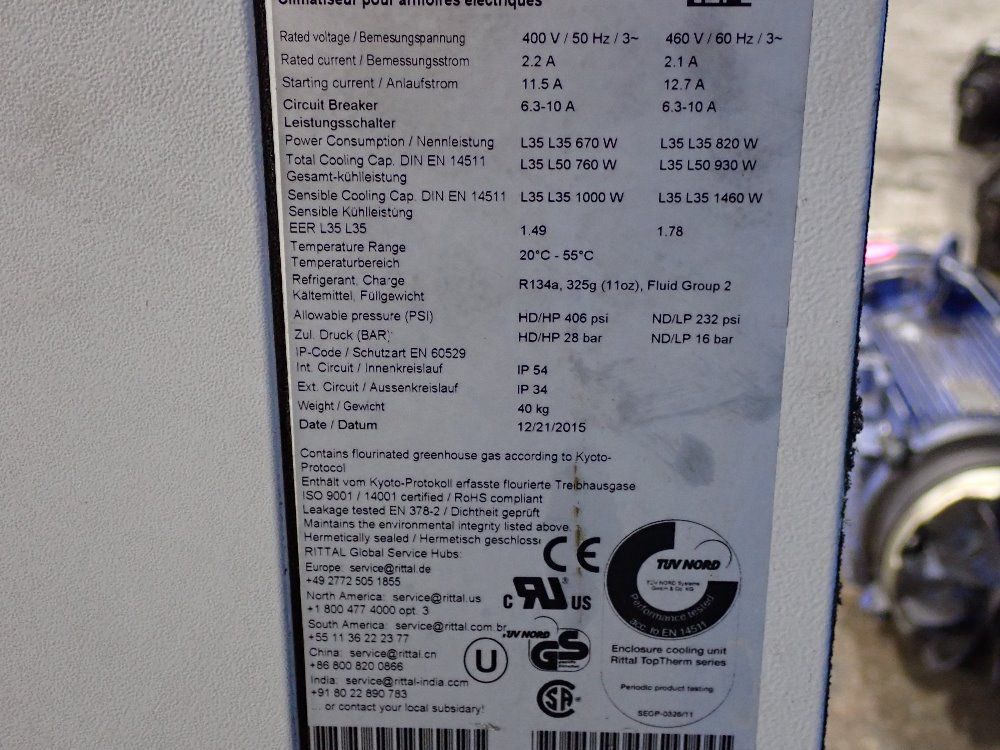 Climatiseur pour armoires électriques
Rated voltage / Bemesungspannung 400 V / 50 Hz / 3~ 460 V / 60 Hz / 3~
Rated current / Bemessungsstrom 2.2 A 2.1 A
Starting current / Anlaufstrom 11.5 A 12.7 A
Circuit Breaker 6.3-10 A 6.3-10 A
Leistungsschalter
Power Consumption / Nennleistung L35 L35 670 W L35 L35 820 W
Total Cooling Cap. DIN EN 14511 L35 L50 760 W L35 L50 930 W
Gesamt-kühlleistung
Sensible Cooling Cap. DIN EN 14511 L35 L35 1000 W L35 L35 1460 W
Sensible Kühlleistung
EER L35 L35 1.49 1.78
Temperature Range 20°C - 55°C
Temperaturbereich
Refrigerant, Charge R134a, 325g (11oz), Fluid Group 2
Kältemittel, Füllgewicht
Allowable pressure (PSI) HD/HP 406 psi ND/LP 232 psi
Zul. Druck (BAR) HD/HP 28 bar ND/LP 16 bar
IP-Code / Schutzart EN 60529
Int. Circuit / Innenkreislauf IP 54
Ext. Circuit / Aussenkreislauf IP 34
Weight / Gewicht 40 kg
Date / Datum 12/21/2015
Contains flourinated greenhouse gas according to Kyoto-
Protocol
Enthält vom Kyoto-Protokoll erfasste flourierte Treibhausgase
ISO 9001 / 14001 certified / RoHS compliant
Leakage tested EN 378-2 / Dichtheit geprüft
Maintains the environmental integrity listed above.
Hermetically sealed / Hermetisch geschlosse
RITTAL Global Service Hubs:
Europe: service@rittal.de
+49 2772 505 1855
North America: service@rittal.us
+1 800 477 4000 opt. 3
South America: service@rittal.com.br
+55 11 36 22 23 77
China: service@rittal.cn
+86 800 820 0866
India: service@rittal-india.com
+91 80 22 890 783
... or contact your local subsidary!
CE
C RU ® US
U
TÜV NORD
GS
SA
TÜV NORD
TÜV NORD Systems
GmbH & Co. KG
Performance tested
acc. to EN 14511
Enclosure cooling unit
Rittal TopTherm series
Periodic product testing
SEGP-0326/11